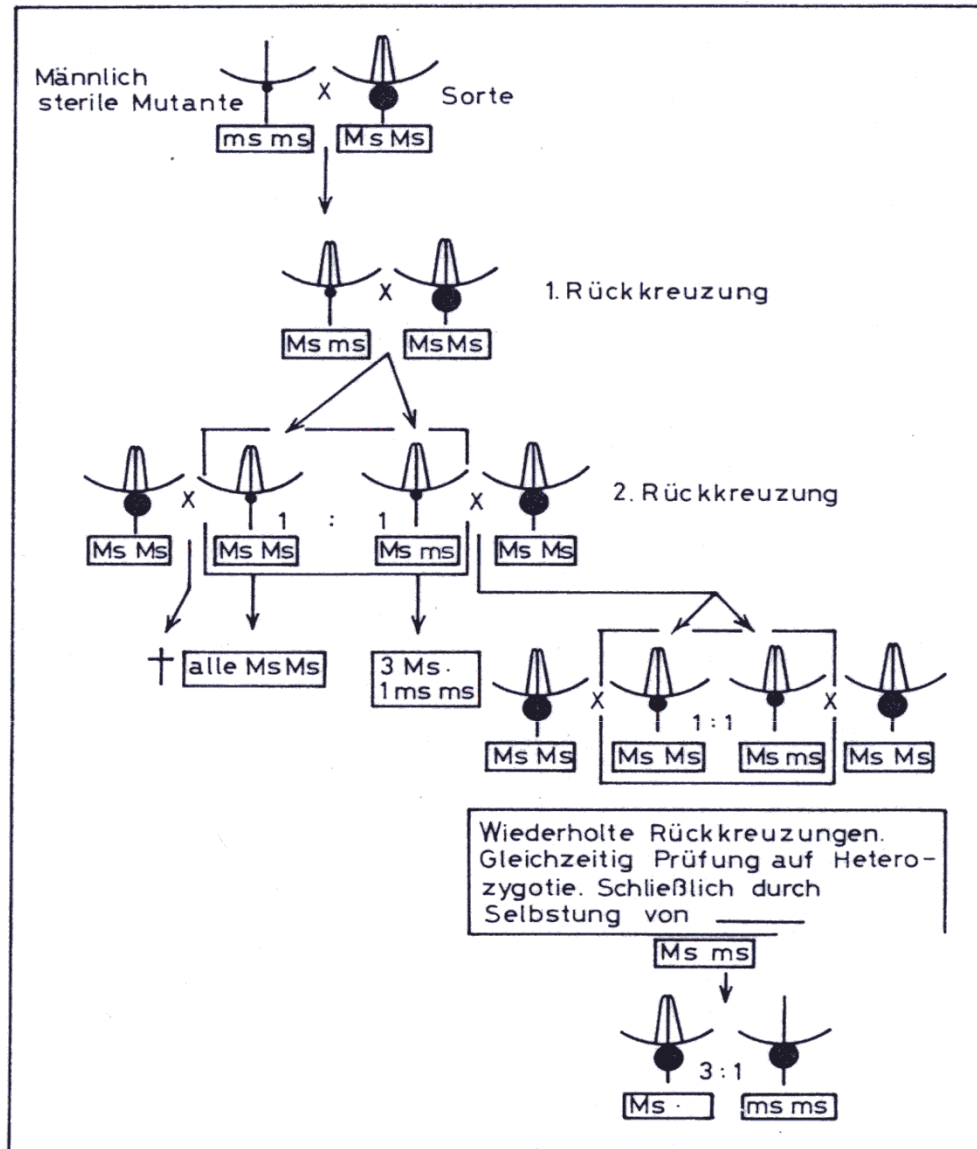 Männlich
sterile Mutante
x
Sorte
ms ms
Ms Ms
x
1. Rückkreuzung
Ms ms
Ms Ms
x
1 : 1
x
2. Rückkreuzung
Ms Ms
Ms Ms
Ms ms
Ms Ms
alle Ms Ms
3 Ms·
1 ms ms
x
1 : 1
x
Ms Ms
Ms Ms
Ms ms
Ms Ms
Wiederholte Rückkreuzungen.
Gleichzeitig Prüfung auf Hetero-
zygotie. Schließlich durch
Selbstung von
Ms ms
3 : 1
Ms ·
ms ms